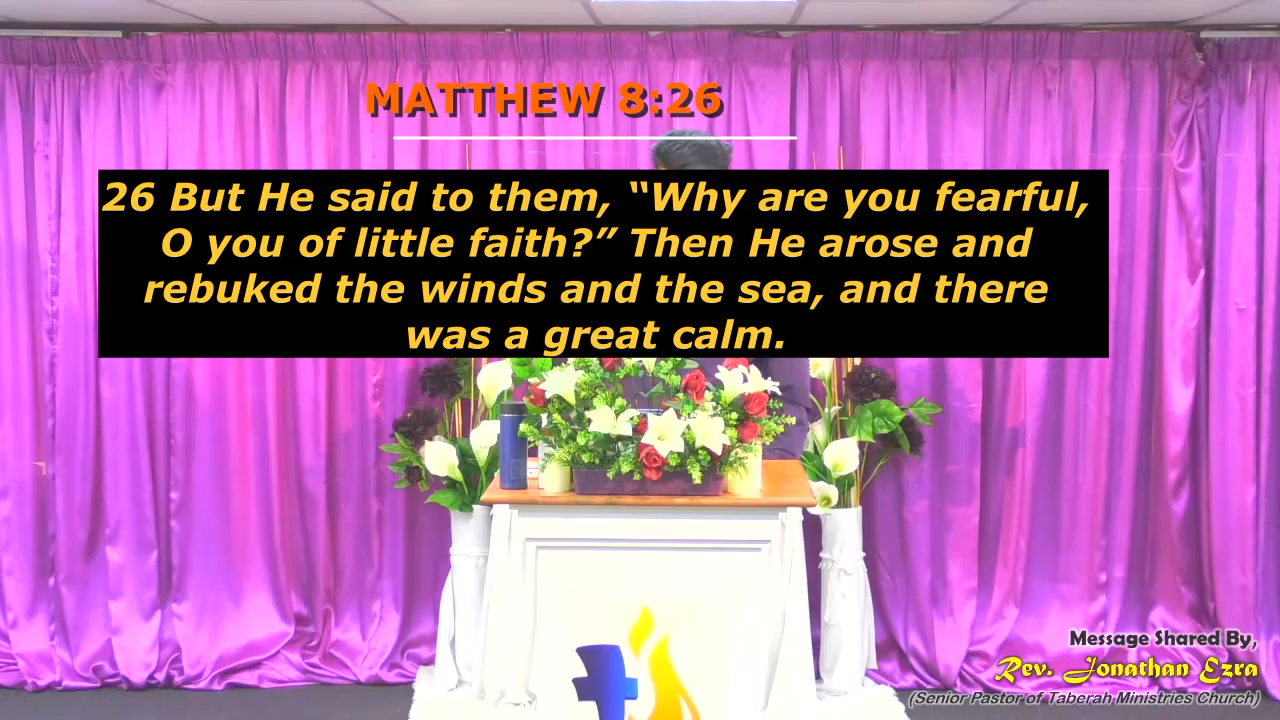 MATTHEW 8:26
26 But He said to them, “Why are you fearful,
O you of little faith?” Then He arose and
rebuked the winds and the sea, and there
was a great calm.
Message Shared By,
Rev. Jonathan Ezra
(Senior Pastor of Taberah Ministries Church)